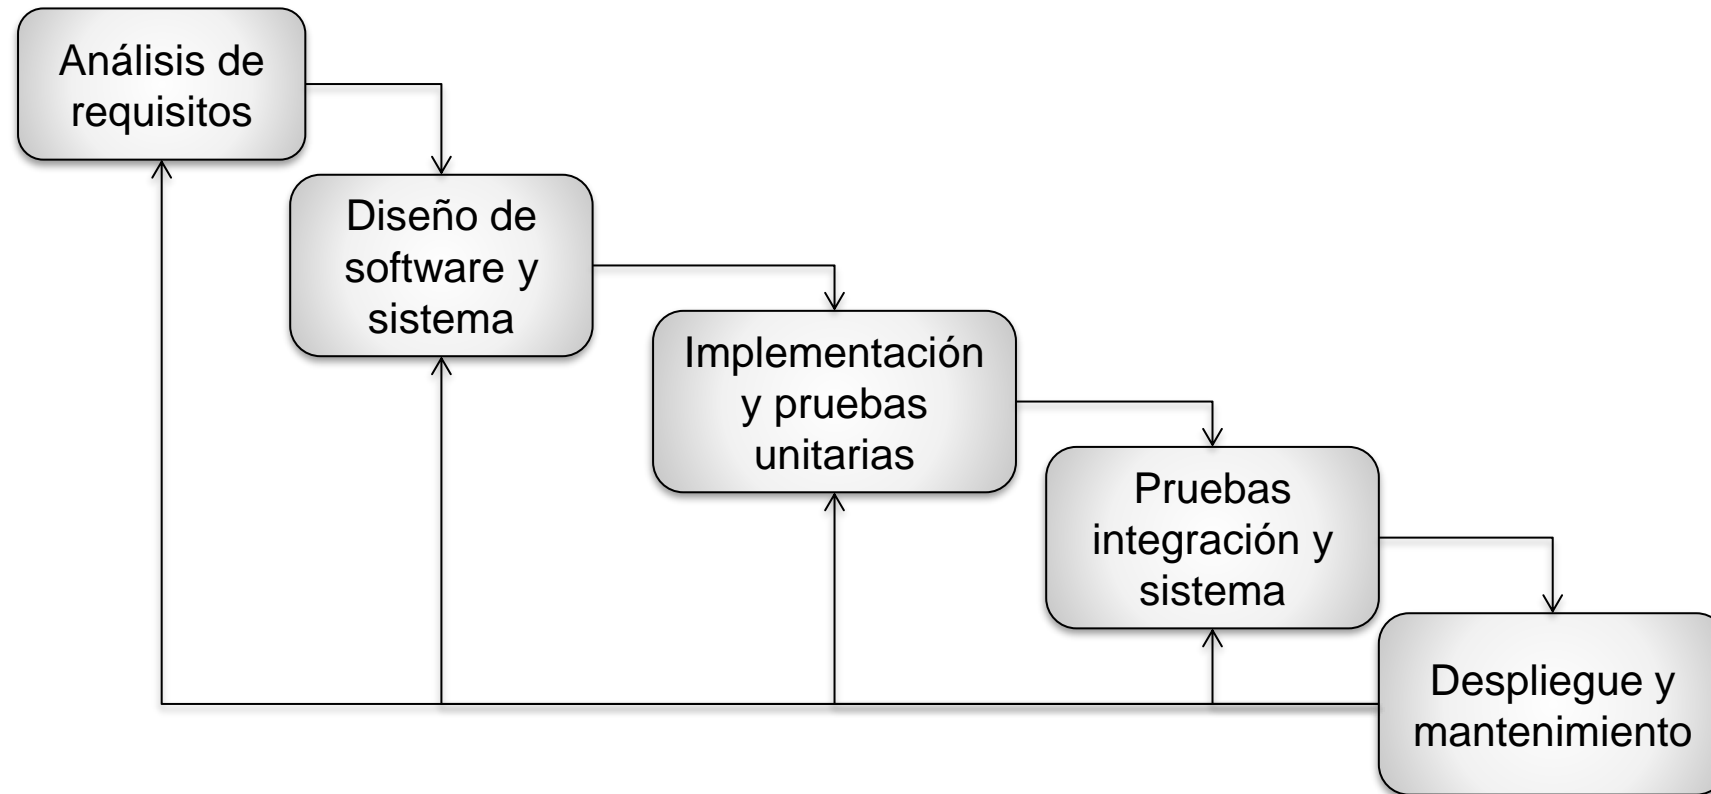 Análisis de
requisitos
Diseño de
software y
sistema
Implementación
y pruebas
unitarias
Pruebas
integración y
sistema
Despliegue y
mantenimiento